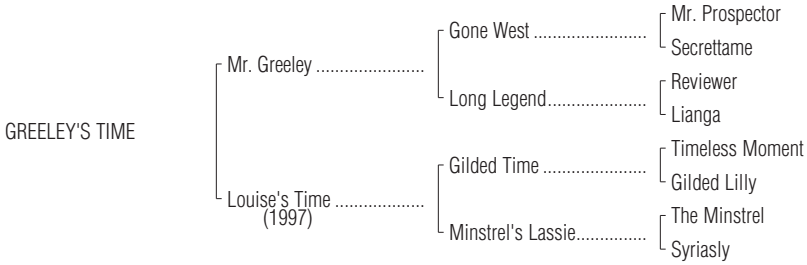 Mr. Prospector
Gone West ........................
Secrettame
Mr. Greeley .......................
Reviewer
Long Legend.....................
Lianga
GREELEY'S TIME
Timeless Moment
Gilded Time ......................
Gilded Lilly
Louise's Time ...................
(1997)
The Minstrel
Minstrel's Lassie...............
Syriasly